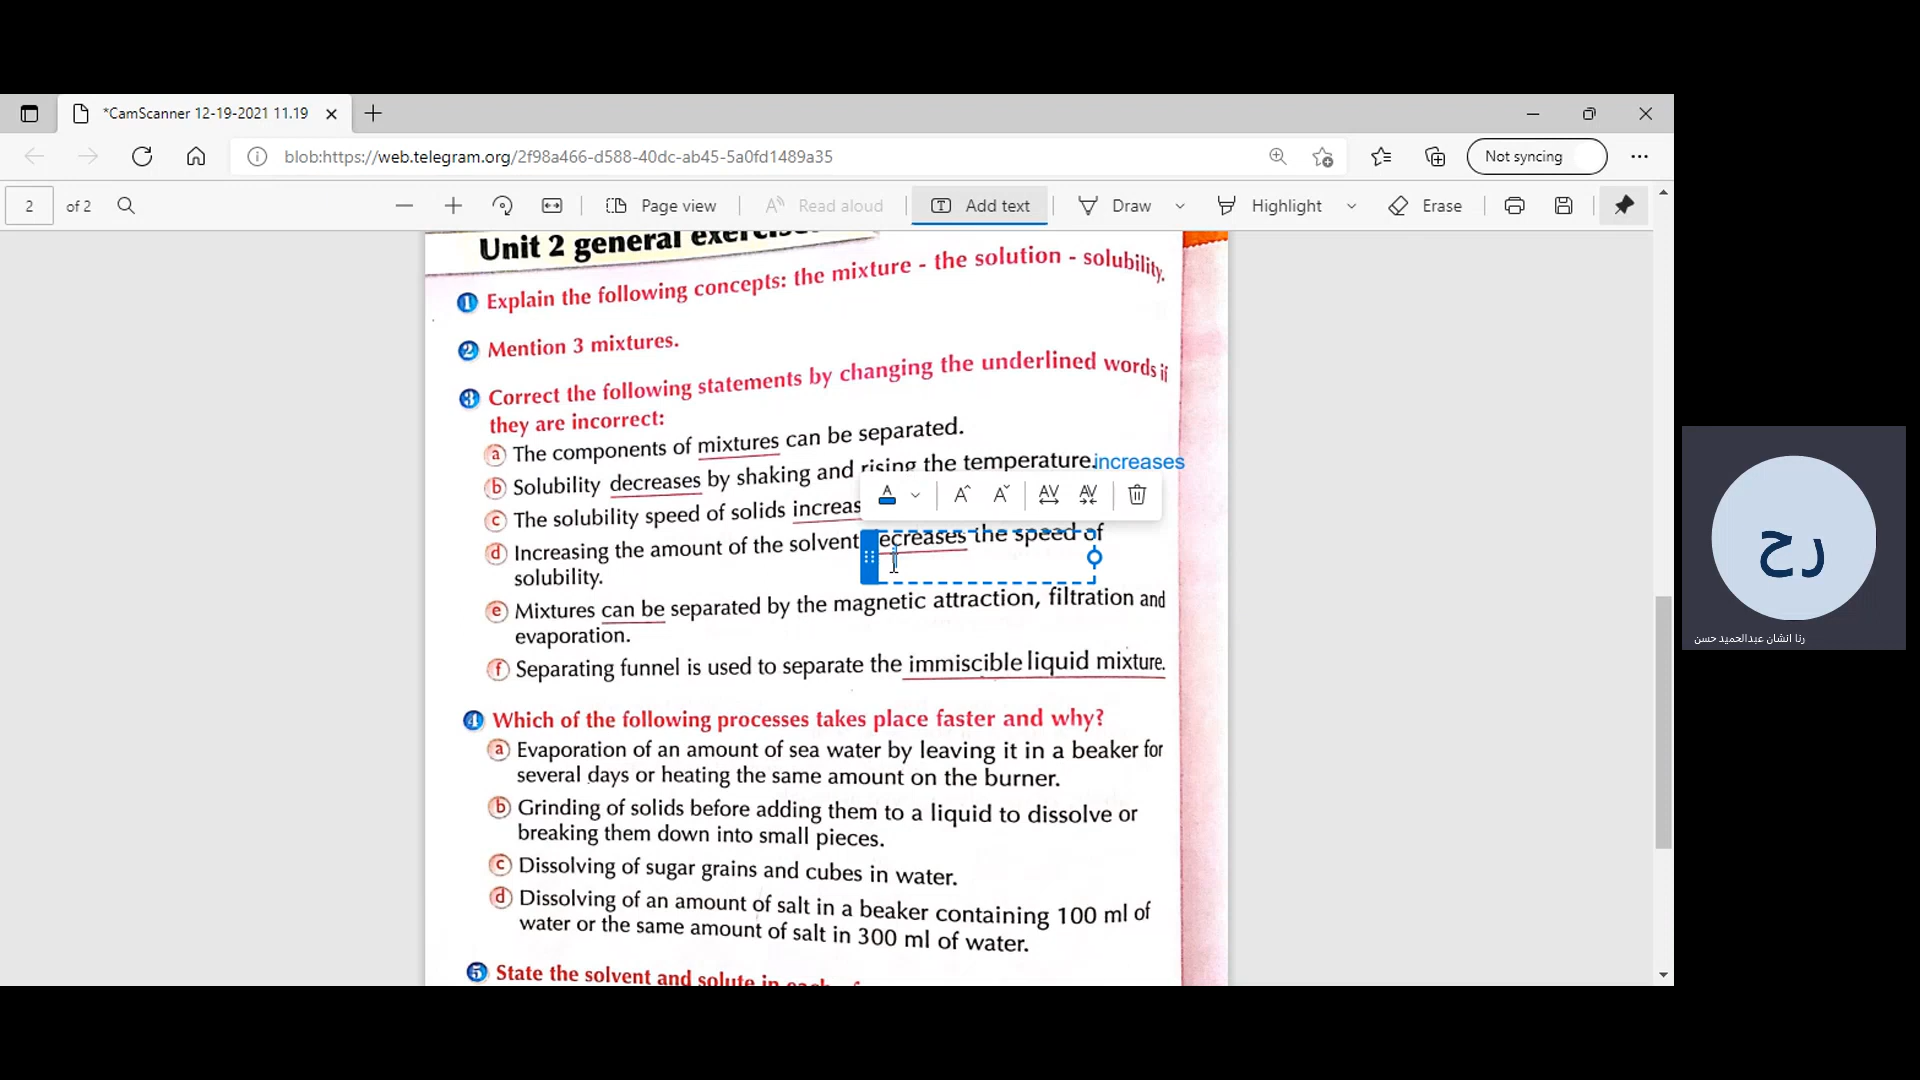 *CamScanner 12-19-2021 11.19
blob:https://web.telegram.org/2f98a466-d588-40dc-ab45-5a0fd1489a35
Not syncing
2 of 2
Page view
Read aloud
Add text
Draw
Highlight
Erase
Unit 2 general
1 Explain the following concepts: the mixture - the solution - solubility.
2 Mention 3 mixtures.
3 Correct the following statements by changing the underlined words if
they are incorrect:
a The components of mixtures can be separated.
b Solubility decreases by shaking and rising the temperature.increases
c The solubility speed of solids increas
d Increasing the amount of the solvent ecreases the speed of
solubility.
e Mixtures can be separated by the magnetic attraction, filtration and
evaporation.
f Separating funnel is used to separate the immiscible liquid mixture.
4 Which of the following processes takes place faster and why?
a Evaporation of an amount of sea water by leaving it in a beaker for
several days or heating the same amount on the burner.
b Grinding of solids before adding them to a liquid to dissolve or
breaking them down into small pieces.
c Dissolving of sugar grains and cubes in water.
d Dissolving of an amount of salt in a beaker containing 100 ml of
water or the same amount of salt in 300 ml of water.
5 State the solvent and solute in
رح
رنا انشان عبدالحميد حسن